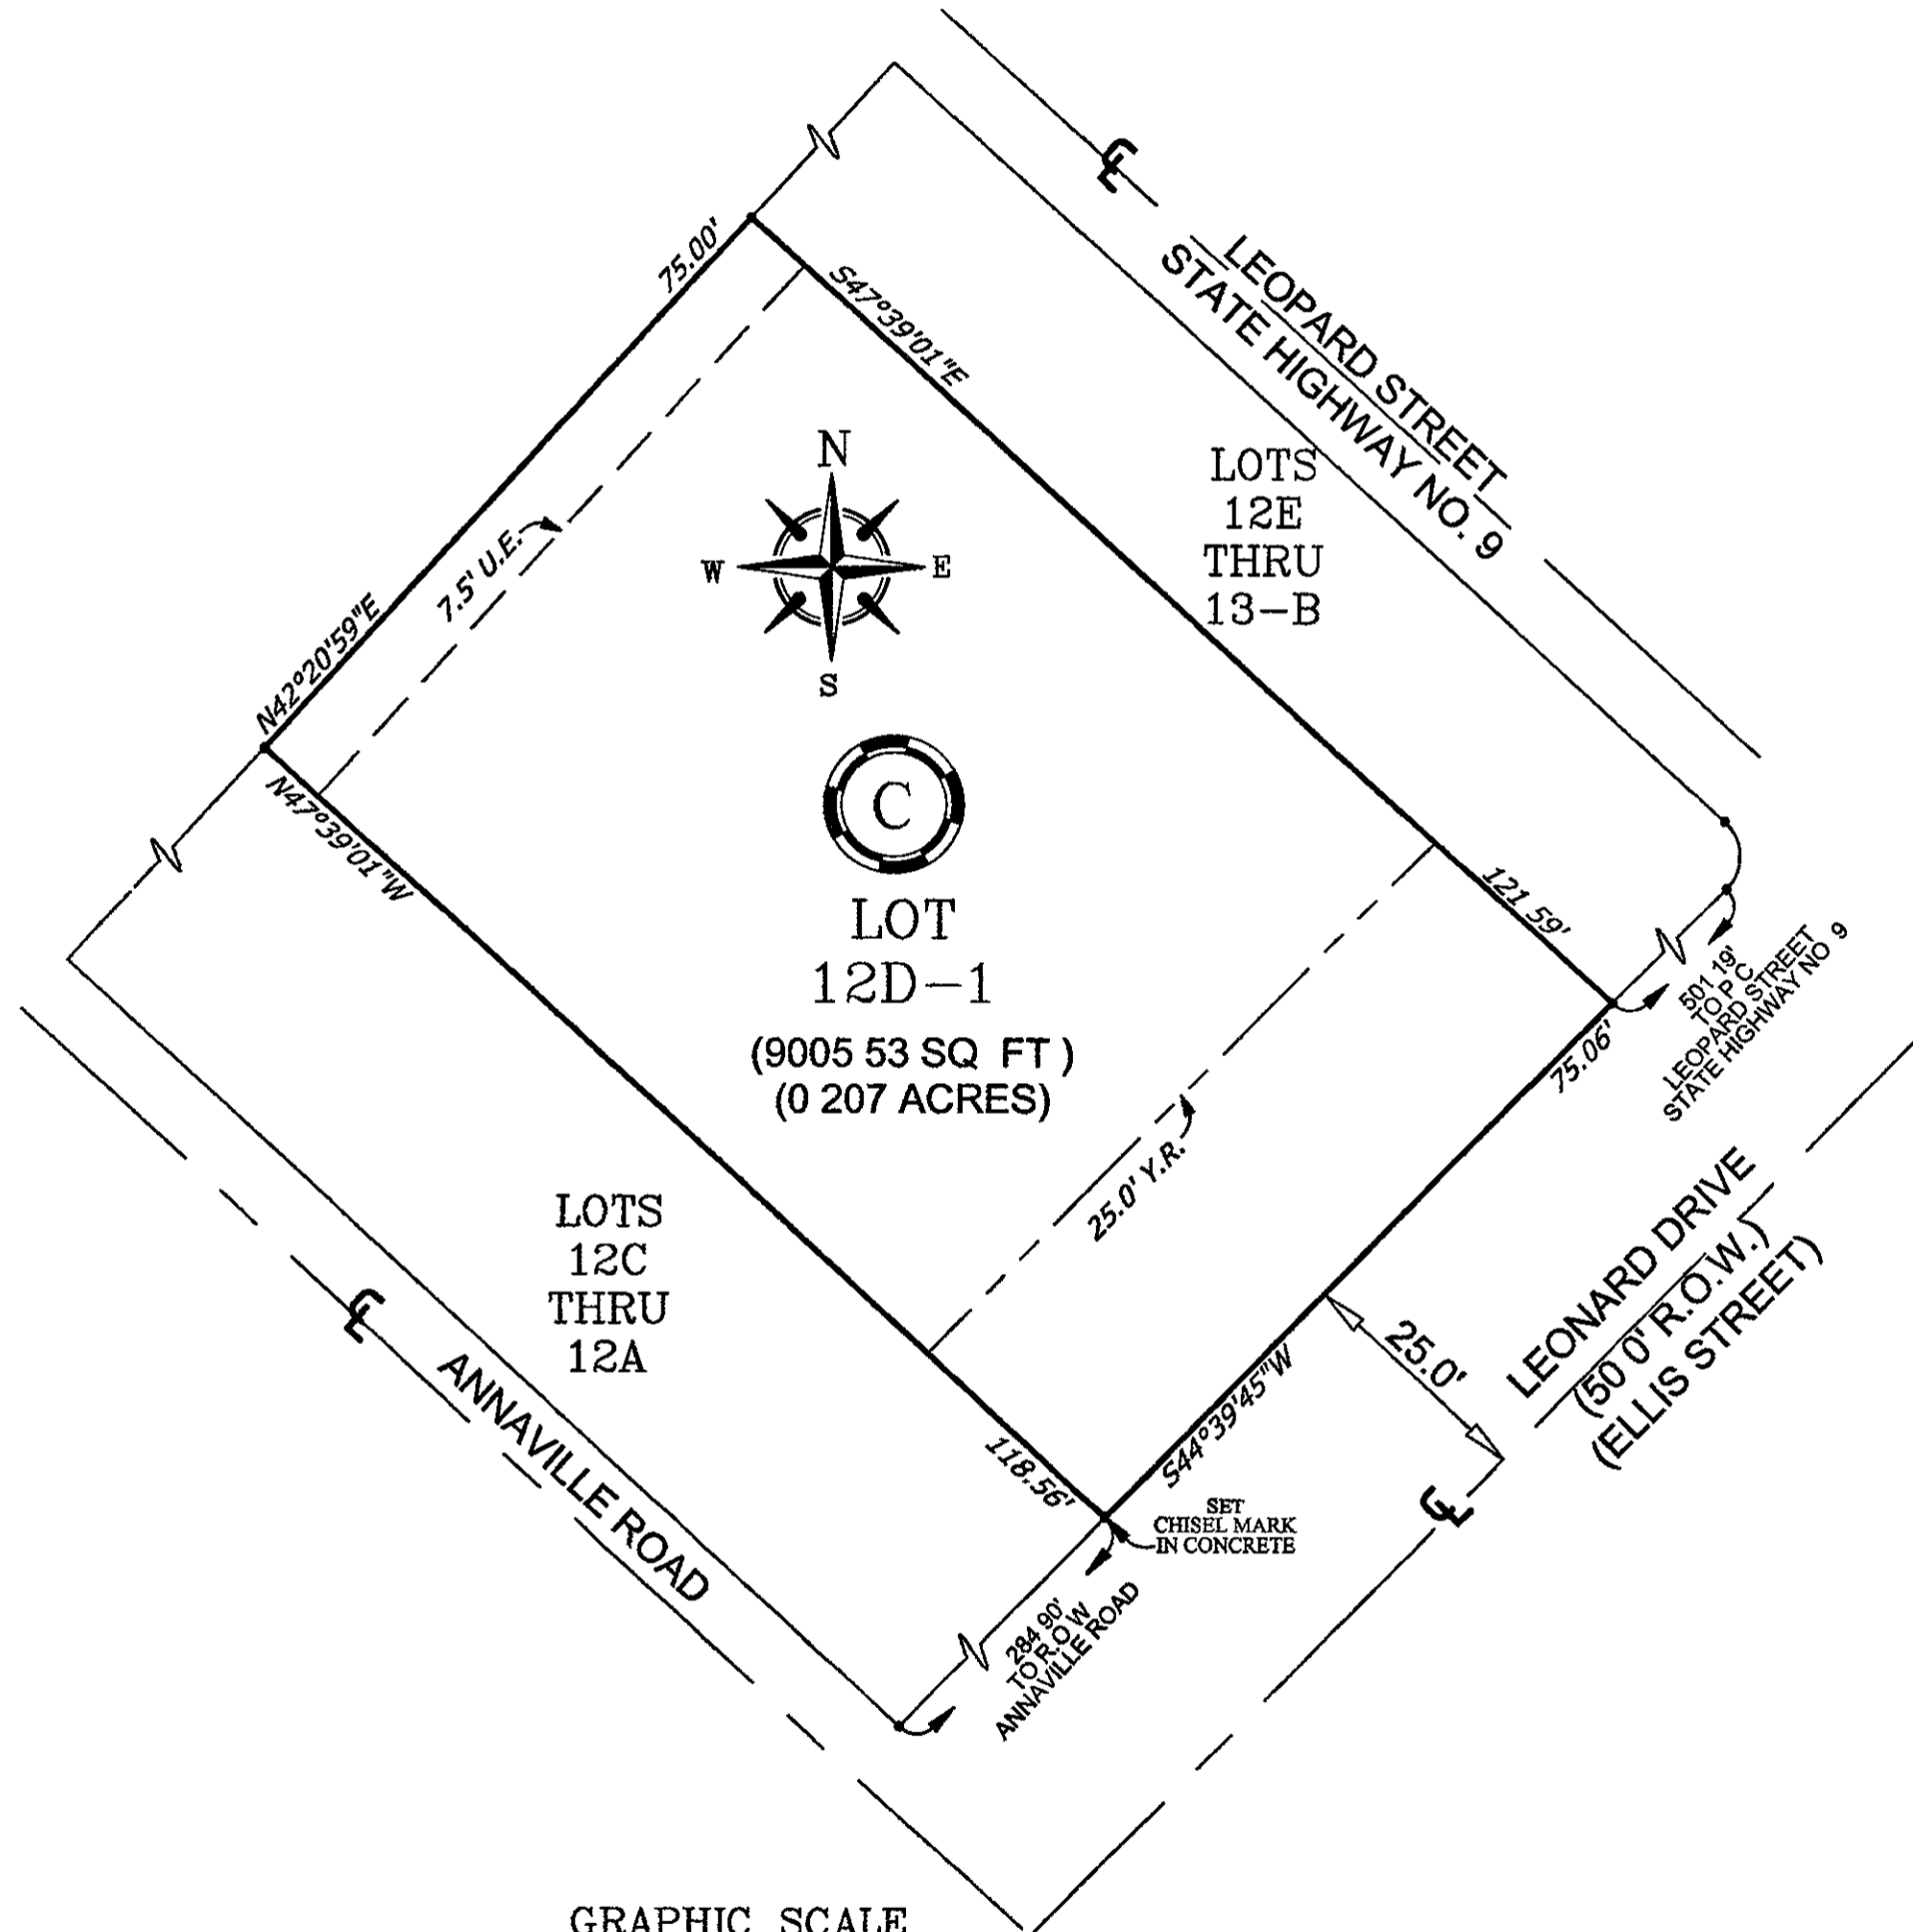 LEOPARD STREET
STATE HIGHWAY NO. 9
75.00'
S47°39'01"E
N
W
E
S
LOTS
12E
THRU
13-B
7.5' U.E.
N42°20'59"E
N47°39'01"W
C
LOT
12D-1
(9005 53 SQ FT )
(0 207 ACRES)
121 59'
501 19'
TO P C
LEOPARD STREET
STATE HIGHWAY NO 9
75.06'
25.0' Y.R.
LEONARD DRIVE
(50 0' R.O.W.)
(ELLIS STREET)
LOTS
12C
THRU
12A
25.0'
S44°39'45"W
118.56'
ANNAVILLE ROAD
SET
CHISEL MARK
IN CONCRETE
284 90'
TO R.O W
ANNAVILLE ROAD
GRAPHIC SCALE